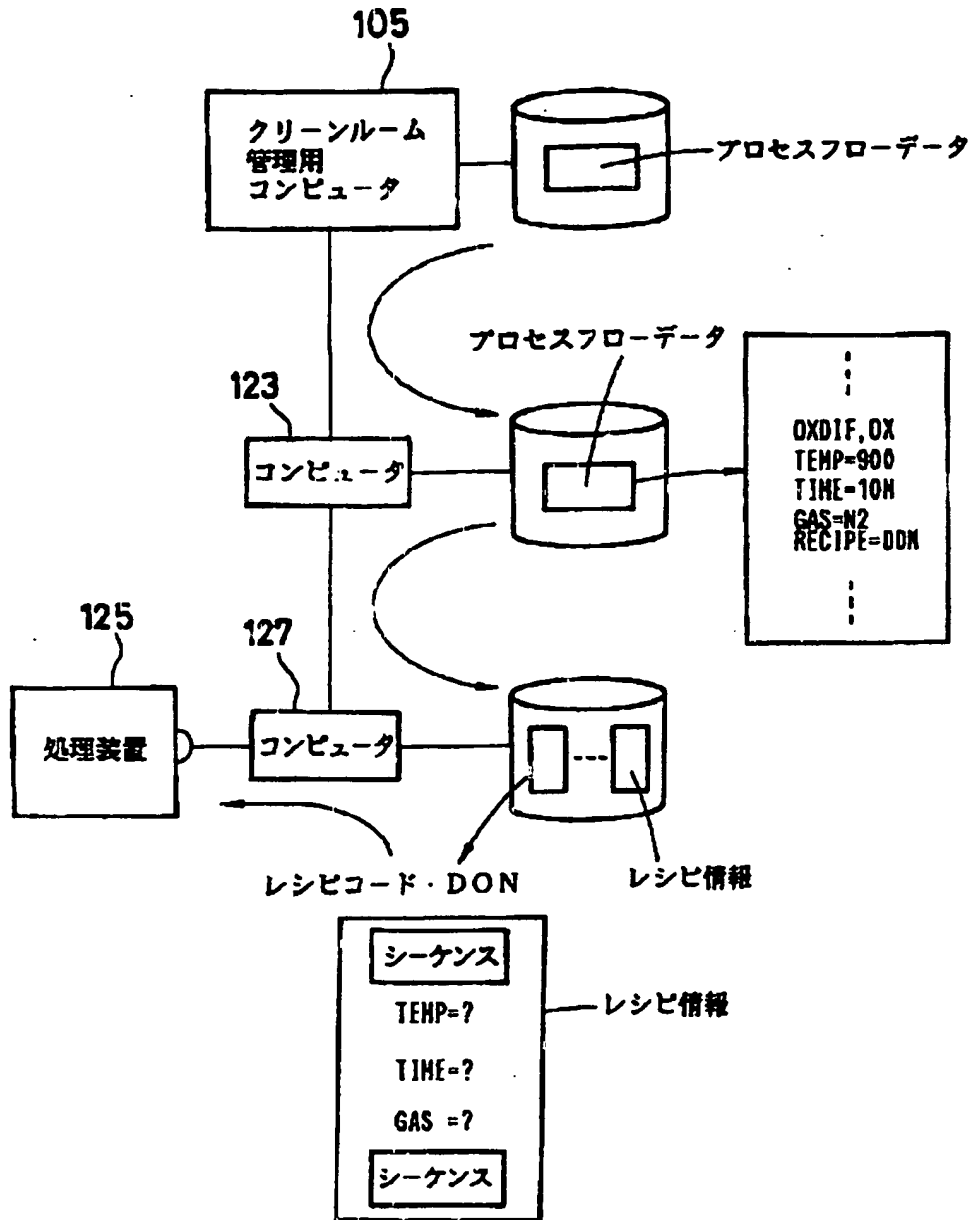 105
クリーンルーム
管理用
コンピュータ
プロセスフローデータ
プロセスフローデータ
123
コンピュータ
OXDIF,OX
TEMP=900
TIME=10M
GAS=N2
RECIPE=DON
125
処理装置
127
コンピュータ
レシピコード・DON
レシピ情報
シーケンス
TEMP=?
TIME=?
GAS =?
シーケンス
レシピ情報